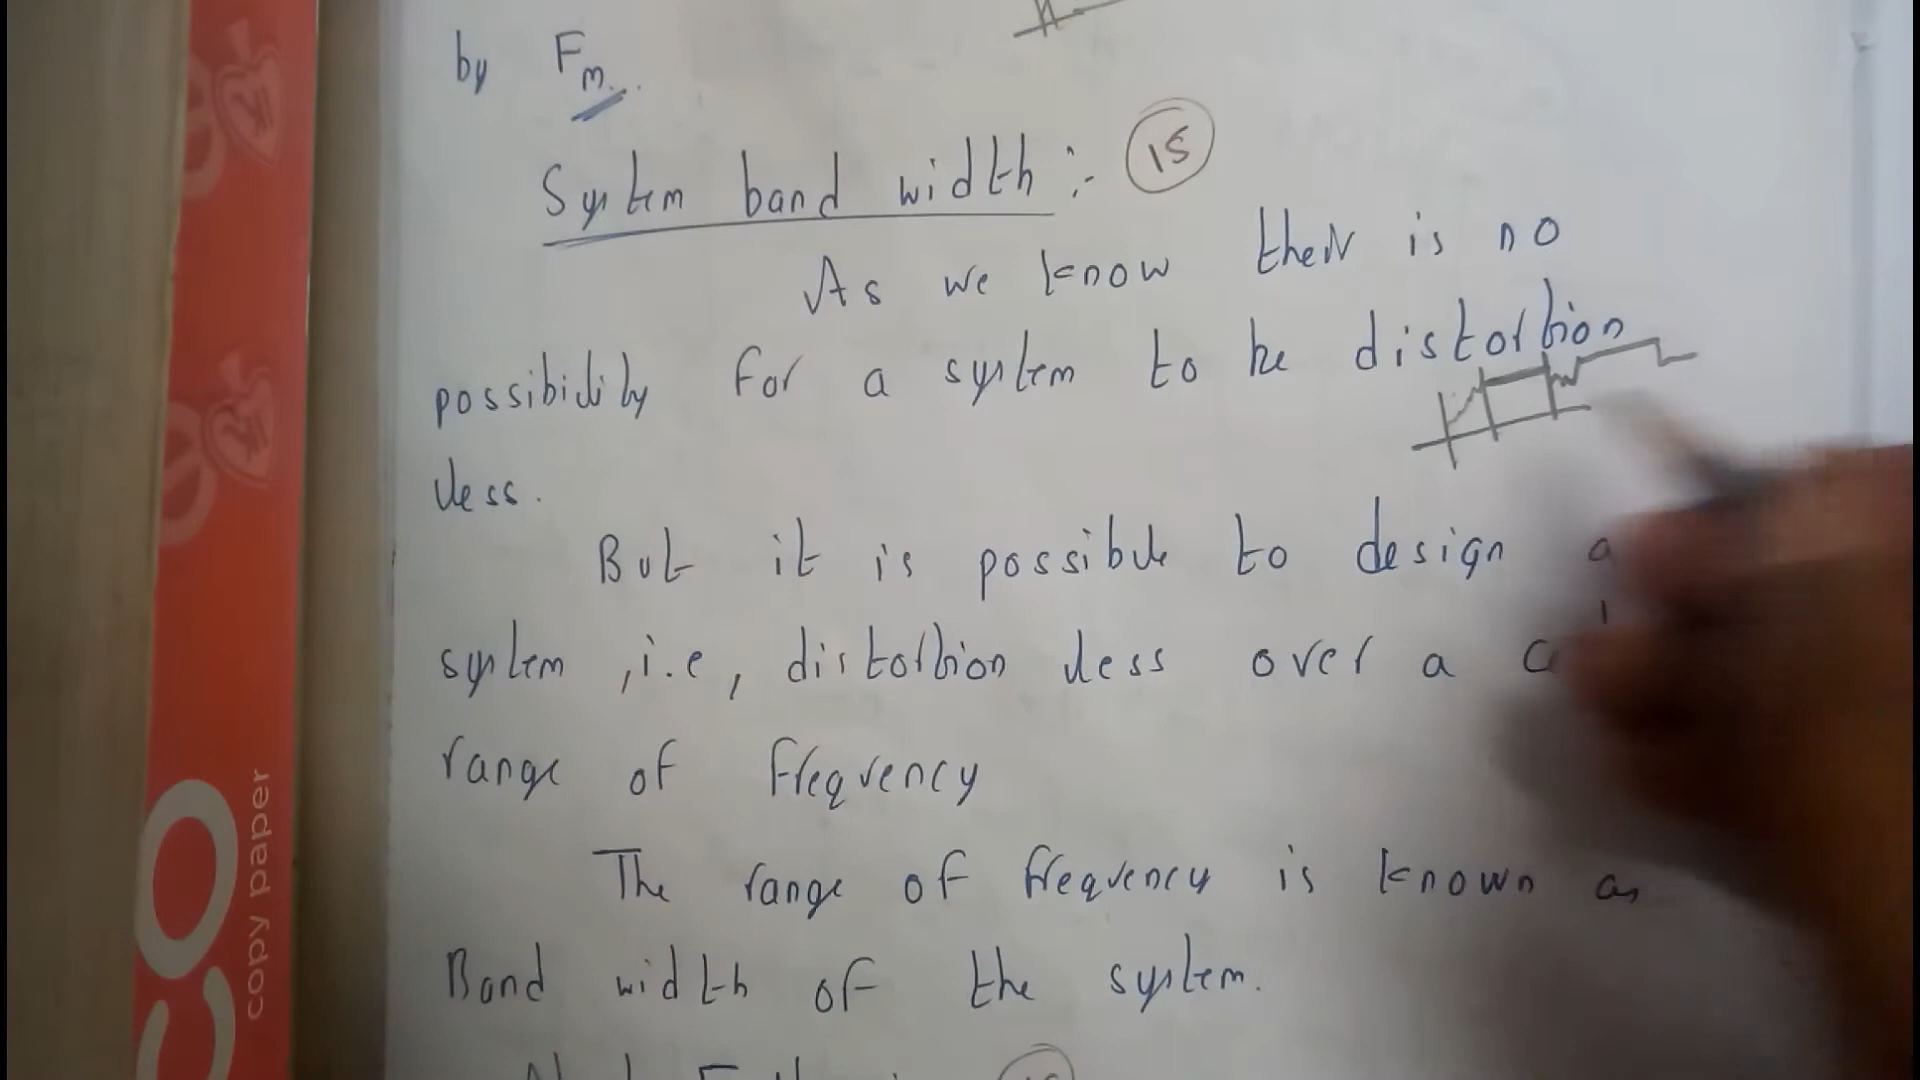 by Fm
System band width :- 15
As we know their is no
possibility for a system to be distortion
less.
But it is possible to design a
system, i.e, distortion less over a
range of frequency
The range of frequency is known as
Band width of the system.
copy paper